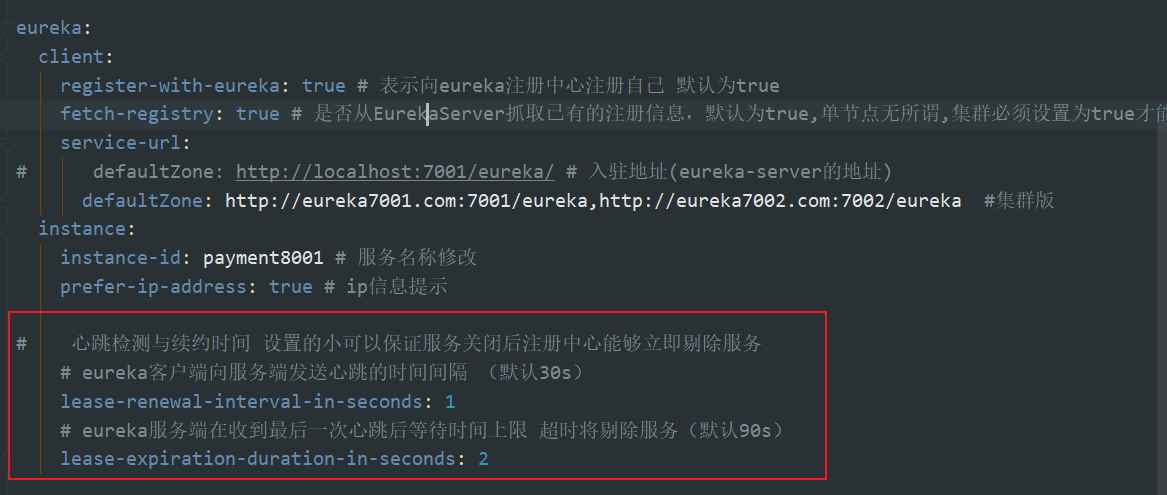 eureka:
client:
register-with-eureka: true # 表示向eureka注册中心注册自己 默认为true
fetch-registry: true # 是否从EurekaServer抓取已有的注册信息，默认为true,单节点无所谓,集群必须设置为true才能
service-url:
# defaultZone: http://localhost:7001/eureka/ # 入驻地址(eureka-server的地址)
defaultZone: http://eureka7001.com:7001/eureka,http://eureka7002.com:7002/eureka #集群版
instance:
instance-id: payment8001 # 服务名称修改
prefer-ip-address: true # ip信息提示
# 心跳检测与续约时间 设置的小可以保证服务关闭后注册中心能够立即剔除服务
# eureka客户端向服务端发送心跳的时间间隔 （默认30s）
lease-renewal-interval-in-seconds: 1
# eureka服务端在收到最后一次心跳后等待时间上限 超时将剔除服务（默认90s）
lease-expiration-duration-in-seconds: 2